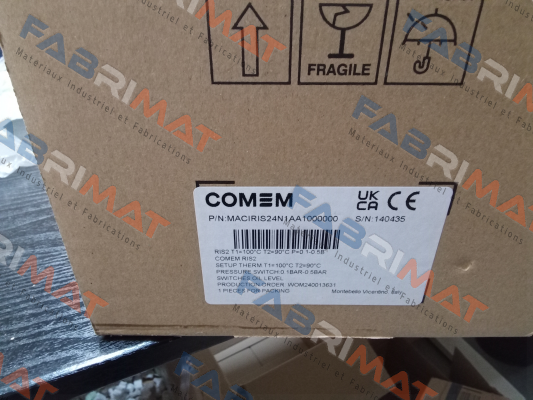 FRAGILE
COMEM
UK CA CE
P/N:MACIRIS24N1AA1000000 S/N:140435
RIS2 T1=100°C T2=90°C P=0.1-0.5B
COMEM RIS2
SETUP THERM.T1=100°C T2=90°C
PRESSURE SWITCH:0.1BAR-0.5BAR
SWITCHES OIL LEVEL
PRODUCTION ORDER: WOM240013631
1 PIECES FOR PACKING Montebello Vicentino,
FABRIMAT
Matériaux Industriel et Fabrications